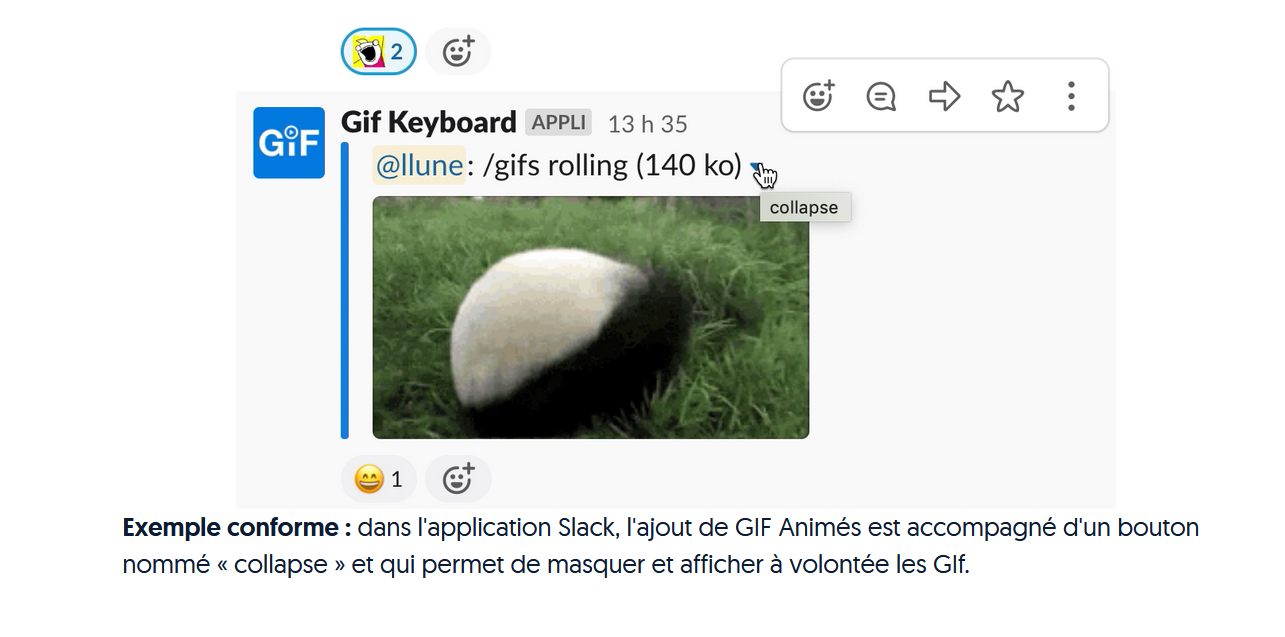 2
GIF
Gif Keyboard APPLI 13 h 35
@llune: /gifs rolling (140 ko)
collapse
1
Exemple conforme : dans l'application Slack, l'ajout de GIF Animés est accompagné d'un bouton
nommé « collapse » et qui permet de masquer et afficher à volontée les GIf.